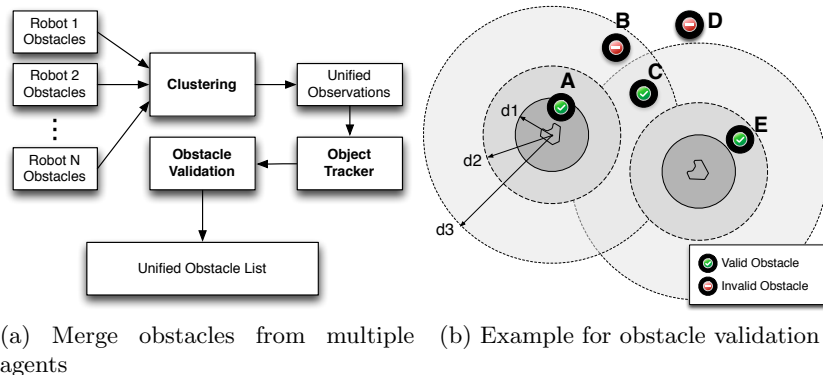 Robot 1
Obstacles
Robot 2
Obstacles
⋮
Robot N
Obstacles
Clustering
Unified
Observations
Obstacle
Validation
Object
Tracker
Unified Obstacle List
A
B
C
D
E
d1
d2
d3
Valid Obstacle
Invalid Obstacle
(a) Merge obstacles from multiple
agents
(b) Example for obstacle validation